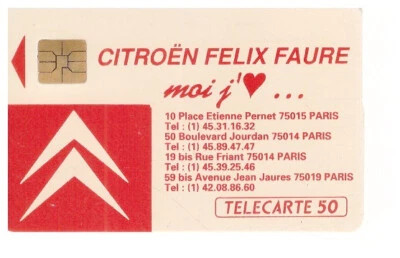 CITROËN FELIX FAURE
moi j'♥ ...
10 Place Etienne Pernet 75015 PARIS
Tel : (1) 45.31.16.32
50 Boulevard Jourdan 75014 PARIS
Tel : (1) 45.89.47.47
19 bis Rue Friant 75014 PARIS
Tel : (1) 45.39.25.46
59 bis Avenue Jean Jaures 75019 PARIS
Tel : (1) 42.08.86.60
TELECARTE 50